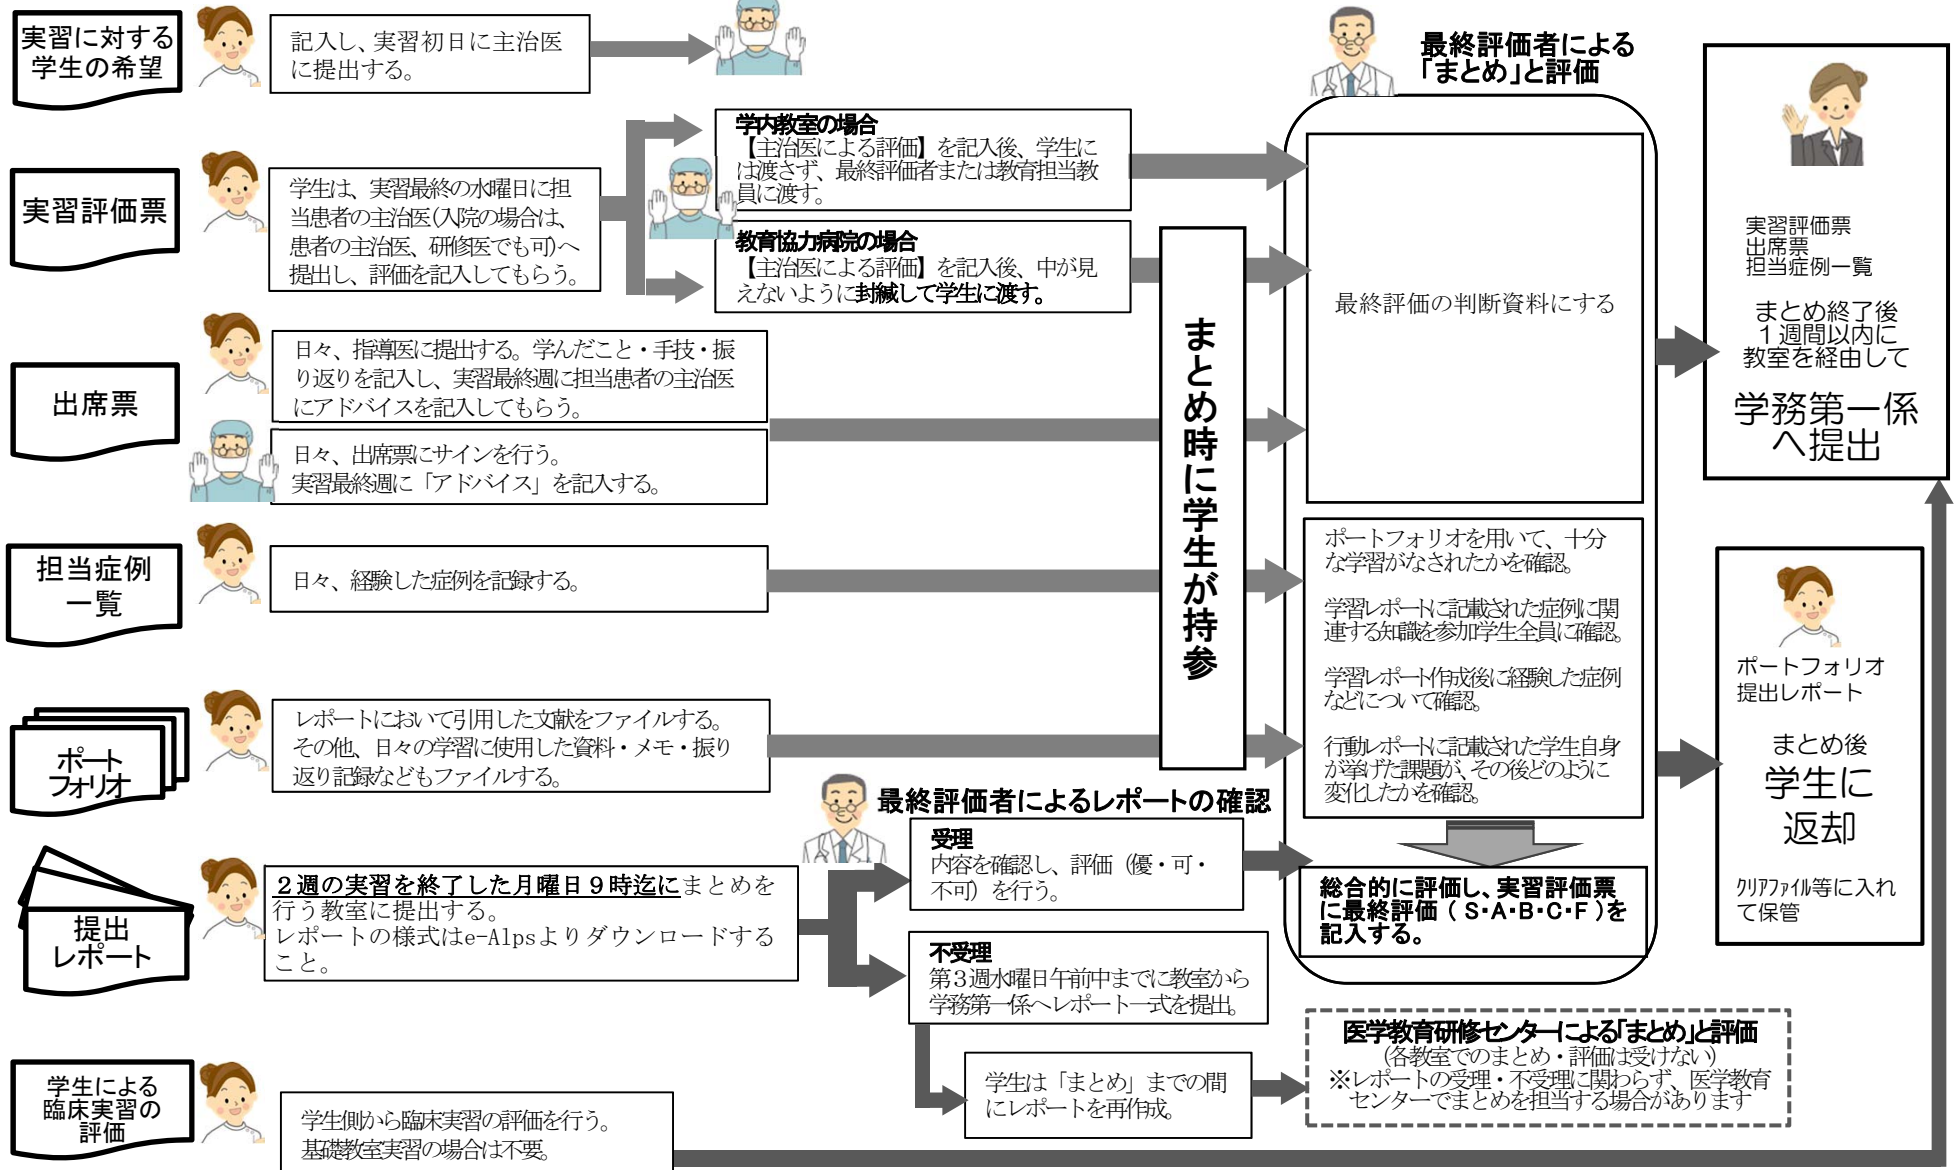 実習に対する
学生の希望
記入し、実習初日に主治医
に提出する。
実習評価票
学生は、実習最終の水曜日に担
当患者の主治医(入院の場合は、
患者の主治医、研修医でも可)へ
提出し、評価を記入してもらう。
学内教室の場合
【主治医による評価】を記入後、学生に
は渡さず、最終評価者または教育担当教
員に渡す。
教育協力病院の場合
【主治医による評価】を記入後、中が見
えないように封緘して学生に渡す。
出席票
日々、指導医に提出する。学んだこと・手技・振
り返りを記入し、実習最終週に担当患者の主治医
にアドバイスを記入してもらう。
日々、出席票にサインを行う。
実習最終週に「アドバイス」を記入する。
担当症例
一覧
日々、経験した症例を記録する。
ポート
フォリオ
レポートにおいて引用した文献をファイルする。
その他、日々の学習に使用した資料・メモ・振り
返り記録などもファイルする。
まとめ時に学生が持参
最終評価者による
「まとめ」と評価
最終評価の判断資料にする
ポートフォリオを用いて、十分
な学習がなされたかを確認。
学習レポートに記載された症例に関
連する知識を参加学生全員に確認。
学習レポート作成後に経験した症例
などについて確認。
行動レポートに記載された学生自身
が挙げた課題が、その後どのように
変化したかを確認。
総合的に評価し、実習評価票
に最終評価（S・A・B・C・F）を
記入する。
実習評価票
出席票
担当症例一覧
まとめ終了後
１週間以内に
教室を経由して
学務第一係
へ提出
ポートフォリオ
提出レポート
まとめ後
学生に
返却
ｸﾘｱﾌｧｲﾙ等に入れ
て保管
提出
レポート
２週の実習を終了した月曜日９時迄にまとめを
行う教室に提出する。
レポートの様式はe-Alpsよりダウンロードする
こと。
最終評価者によるレポートの確認
受理
内容を確認し、評価（優・可・
不可）を行う。
不受理
第３週水曜日午前中までに教室から
学務第一係へレポート一式を提出。
学生は「まとめ」までの間
にレポートを再作成。
医学教育研修センターによる「まとめ」と評価
(各教室でのまとめ・評価は受けない)
※レポートの受理・不受理に関わらず、医学教育
センターでまとめを担当する場合があります
学生による
臨床実習の
評価
学生側から臨床実習の評価を行う。
基礎教室実習の場合は不要。